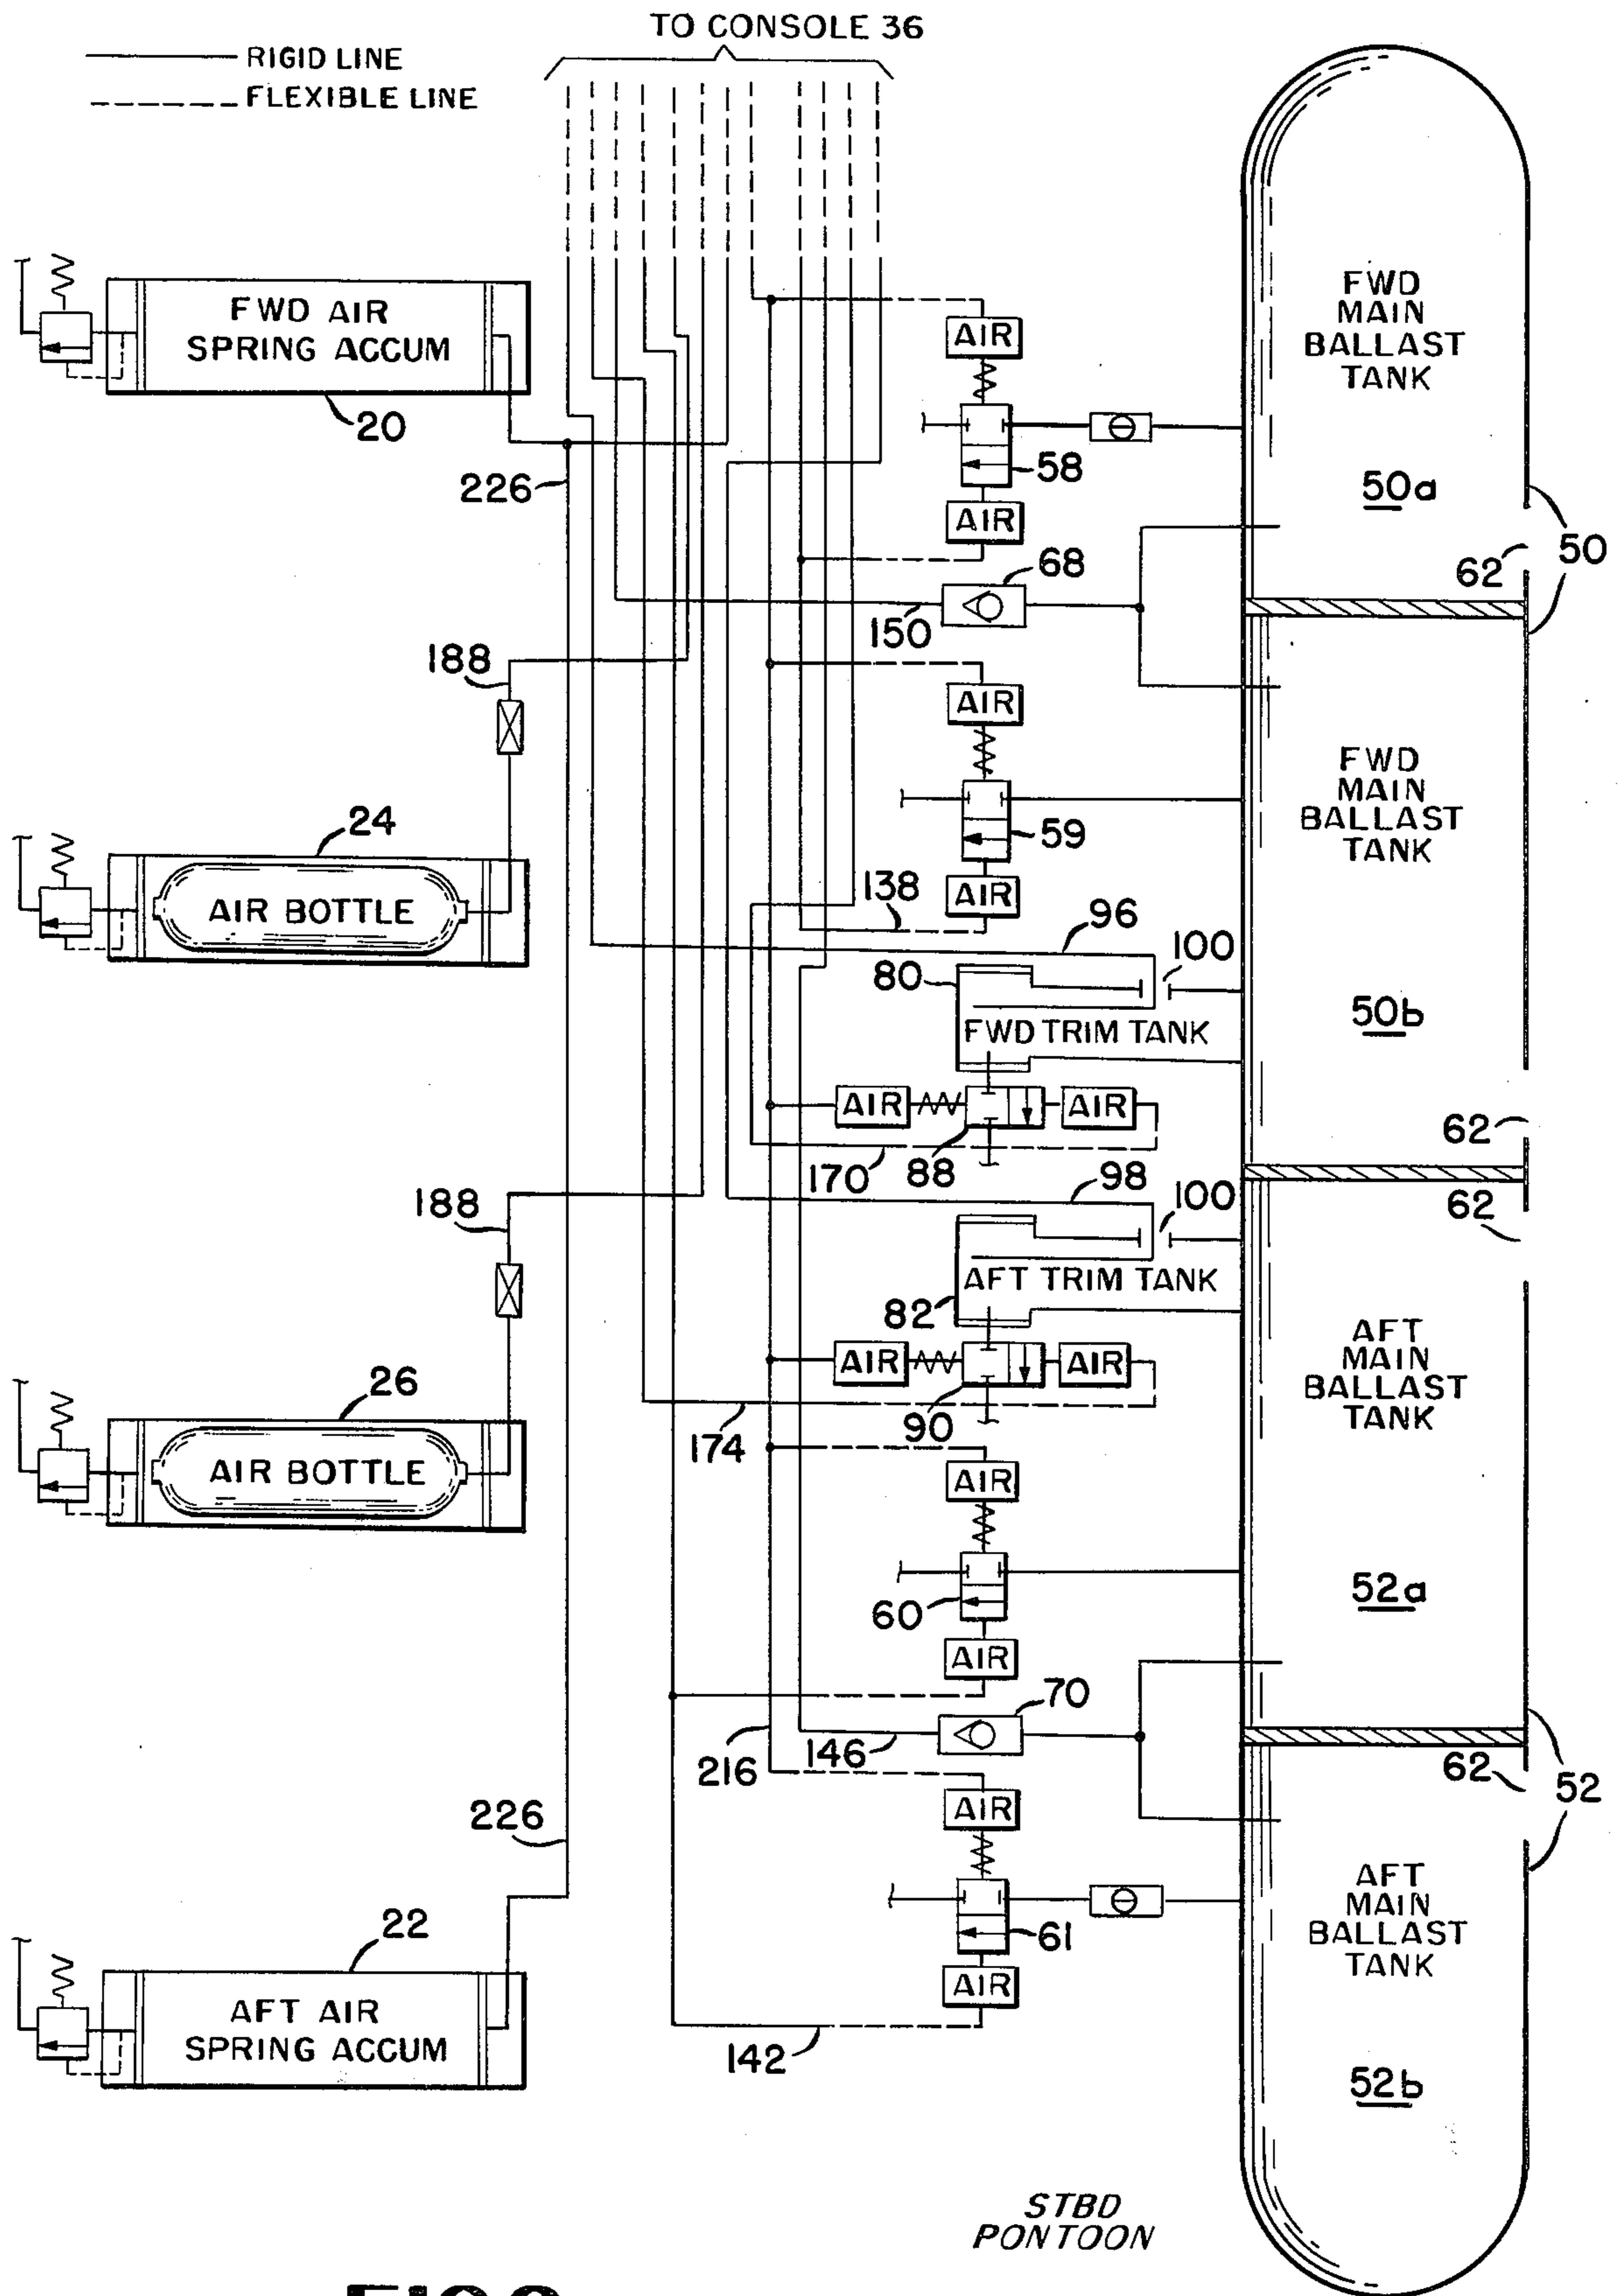 TO CONSOLE 36
RIGID LINE
FLEXIBLE LINE
FWD AIR
SPRING ACCUM
20
226
188
24
AIR BOTTLE
188
26
AIR BOTTLE
226
22
AFT AIR
SPRING ACCUM
AIR
58
AIR
68
150
AIR
59
AIR
138
96
100
80
FWD TRIM TANK
AIR
AIR
170
88
98
100
AFT TRIM TANK
82
AIR
AIR
174
90
AIR
60
AIR
70
146
216
AIR
61
AIR
142
FWD
MAIN
BALLAST
TANK
50a
50
62
FWD
MAIN
BALLAST
TANK
50b
62
62
AFT
MAIN
BALLAST
TANK
52a
62
52
AFT
MAIN
BALLAST
TANK
52b
STBD
PONTOON